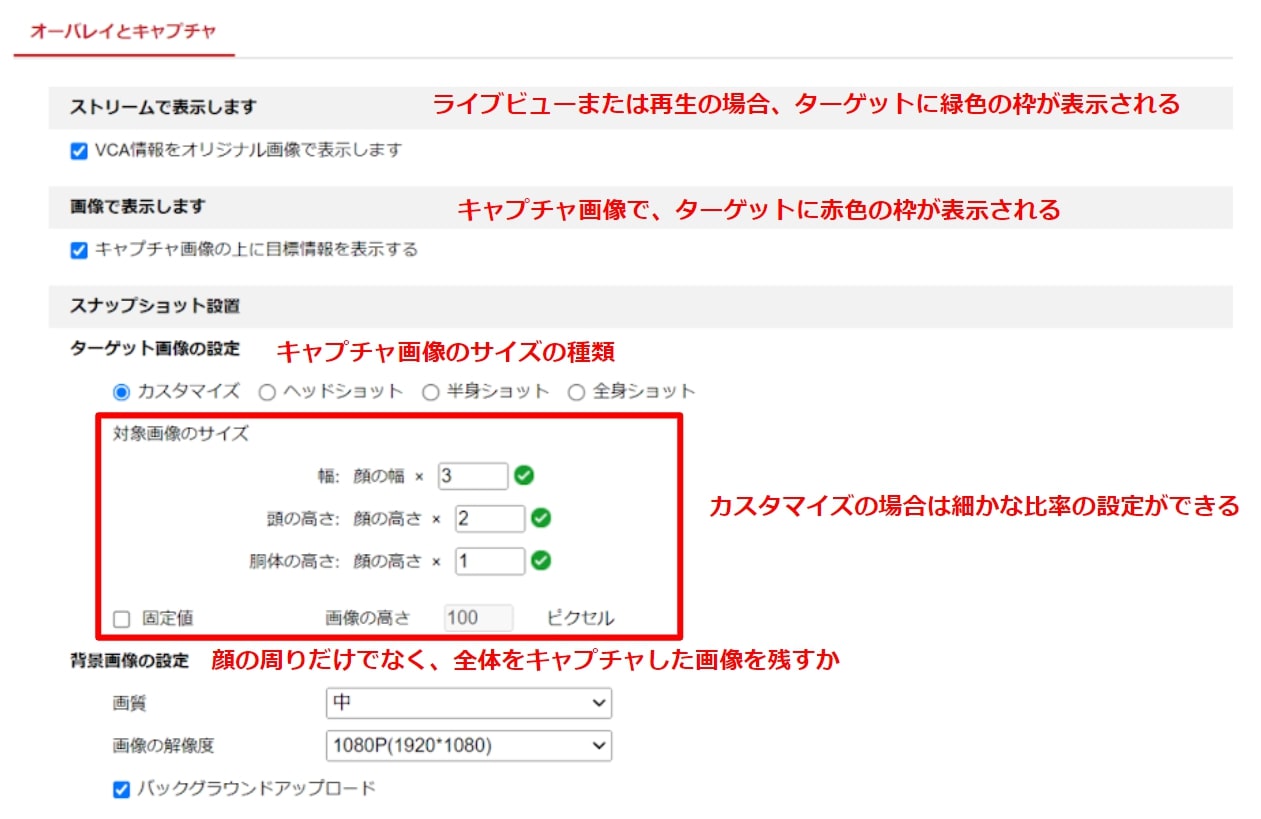 オーバレイとキャプチャ
ストリームで表示します ライブビューまたは再生の場合、ターゲットに緑色の枠が表示される
VCA情報をオリジナル画像で表示します
画像で表示します キャプチャ画像で、ターゲットに赤色の枠が表示される
キャプチャ画像の上に目標情報を表示する
スナップショット設置
ターゲット画像の設定 キャプチャ画像のサイズの種類
カスタマイズ ヘッドショット 半身ショット 全身ショット
対象画像のサイズ
幅: 顔の幅 × 3
カスタマイズの場合は細かな比率の設定ができる
頭の高さ: 顔の高さ × 2
胴体の高さ: 顔の高さ × 1
固定値 画像の高さ 100 ピクセル
背景画像の設定 顔の周りだけでなく、全体をキャプチャした画像を残すか
画質 中
画像の解像度 1080P(1920*1080)
バックグラウンドアップロード